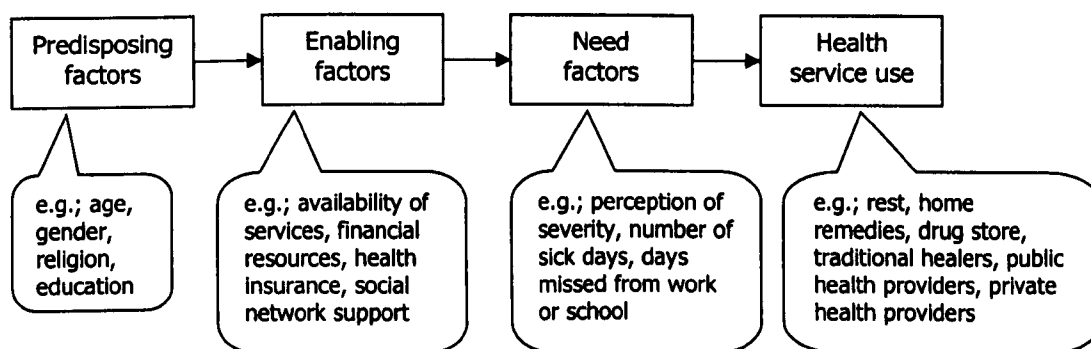 Predisposing
factors
Enabling
factors
Need
factors
Health
service use
e.g.; age,
gender,
religion,
education
e.g.; availability of
services, financial
resources, health
insurance, social
network support
e.g.; perception of
severity, number of
sick days, days
missed from work
or school
e.g.; rest, home
remedies, drug store,
traditional healers, public
health providers, private
health providers